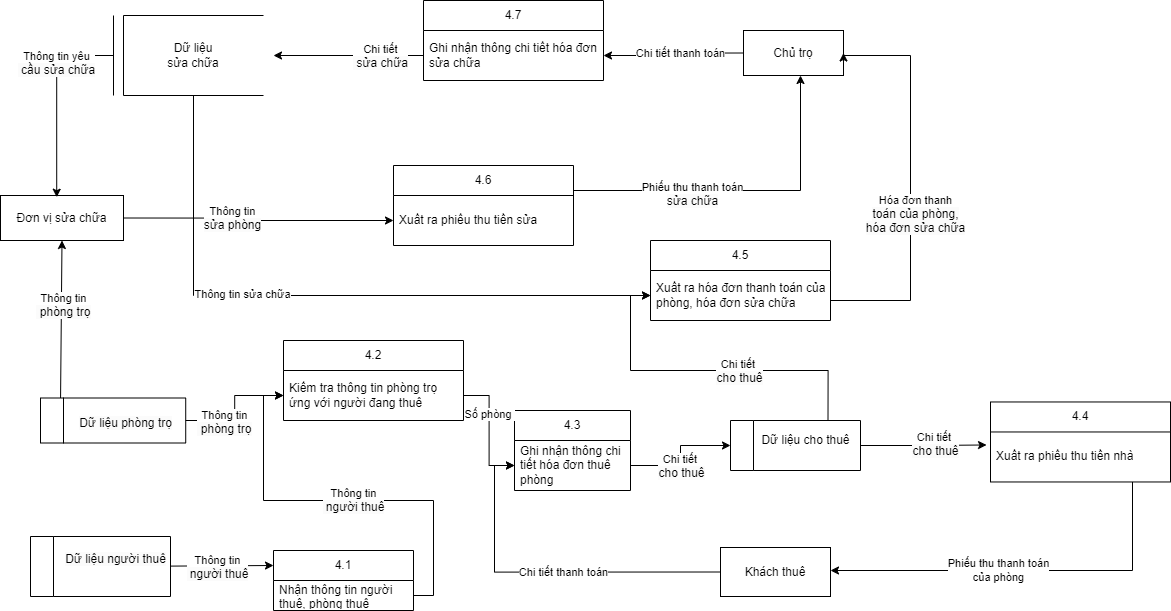 4.7
Ghi nhận thông chi tiết hóa đơn
sửa chữa
Dữ liệu
sửa chữa
Thông tin yêu
cầu sửa chữa
Chi tiết
sửa chữa
Chi tiết thanh toán
Chủ trọ
4.6
Xuất ra phiếu thu tiền sửa
Phiếu thu thanh toán
sửa chữa
Hóa đơn thanh
toán của phòng,
hóa đơn sửa chữa
Đơn vị sửa chữa
Thông tin
sửa phòng
4.5
Xuất ra hóa đơn thanh toán của
phòng, hóa đơn sửa chữa
Thông tin sửa chữa
Thông tin
phòng trọ
4.2
Kiểm tra thông tin phòng trọ
ứng với người đang thuê
Chi tiết
cho thuê
Dữ liệu phòng trọ
Thông tin
phòng trọ
Số phòng
4.3
Ghi nhận thông chi
tiết hóa đơn thuê
phòng
Chi tiết
cho thuê
Dữ liệu cho thuê
Chi tiết
cho thuê
4.4
Xuất ra phiếu thu tiền nhà
Thông tin
người thuê
Dữ liệu người thuê
Thông tin
người thuê
4.1
Nhận thông tin người
thuê, phòng thuê
Chi tiết thanh toán
Khách thuê
Phiếu thu thanh toán
của phòng